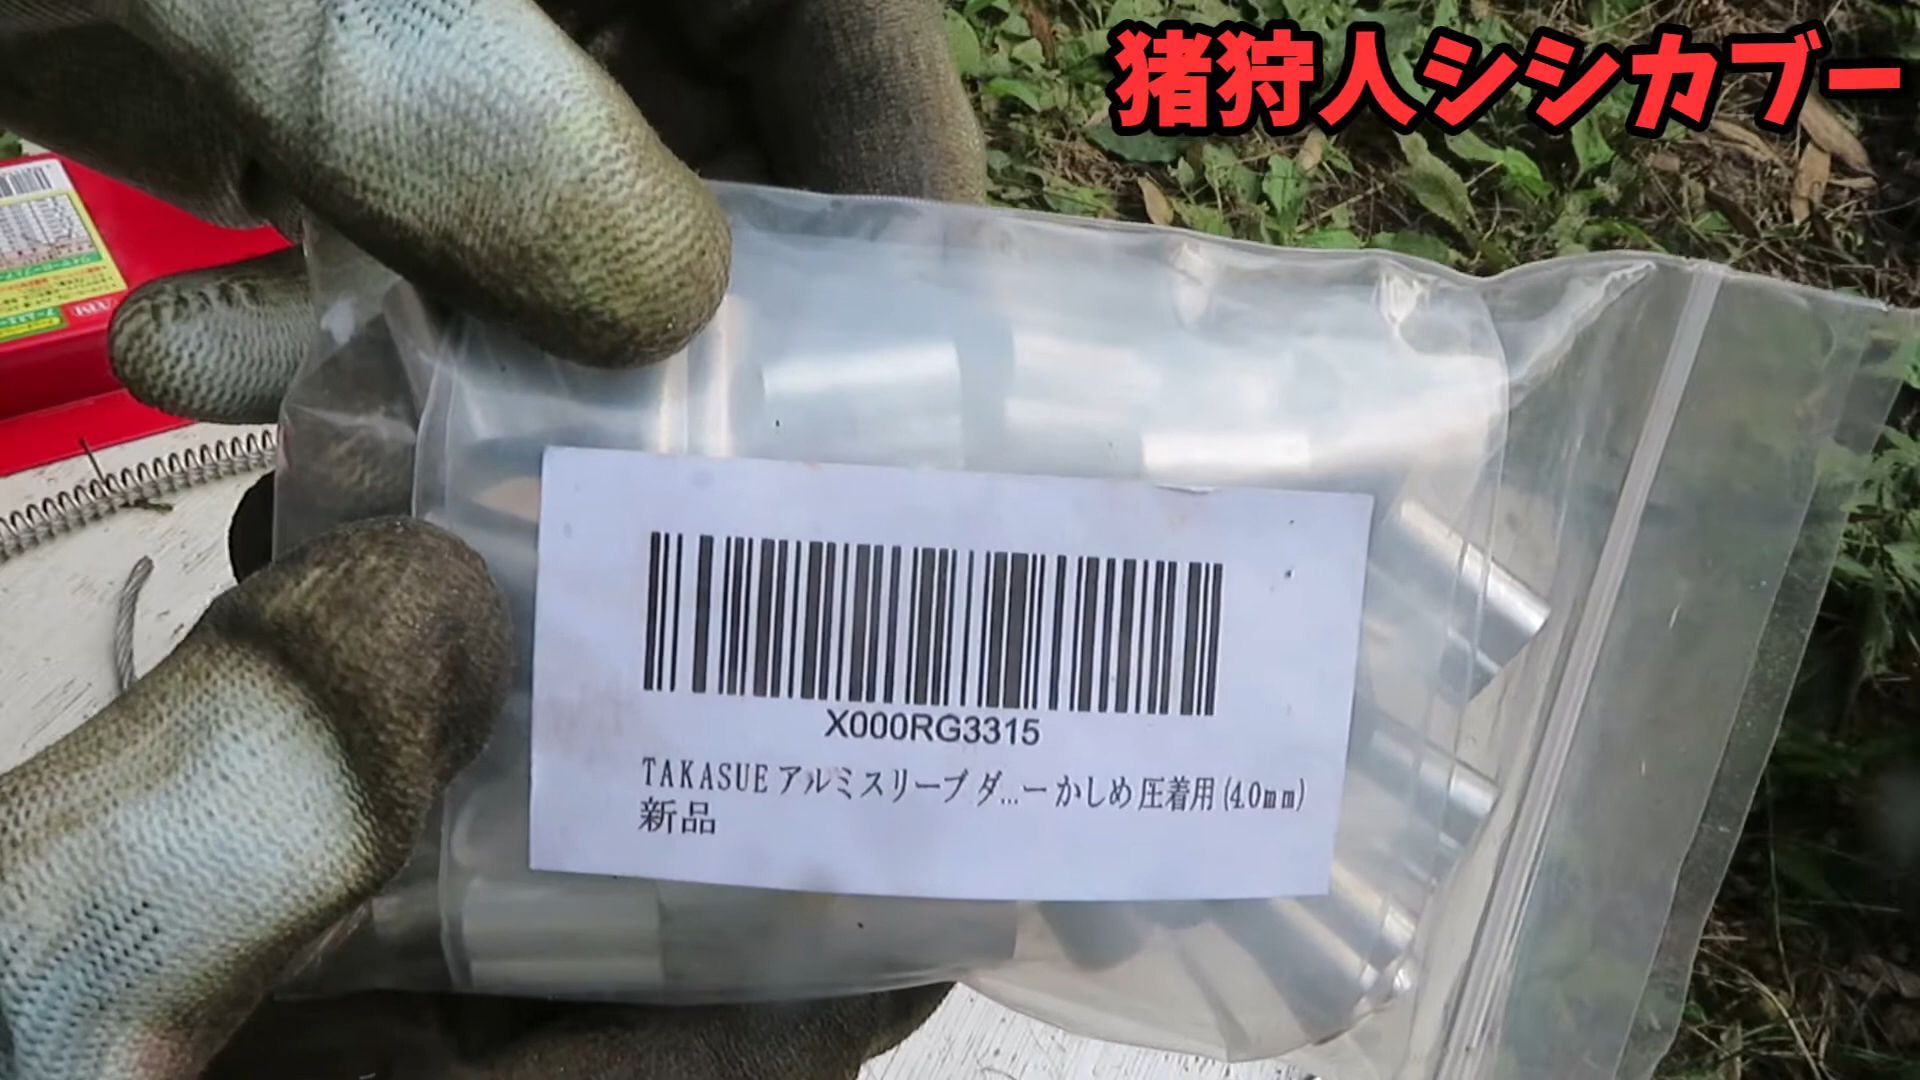 猪狩人シシカブー
X000RG3315
TAKASUE アルミスリーブ ダ...ー かしめ 圧着用 (4.0mm)
新品